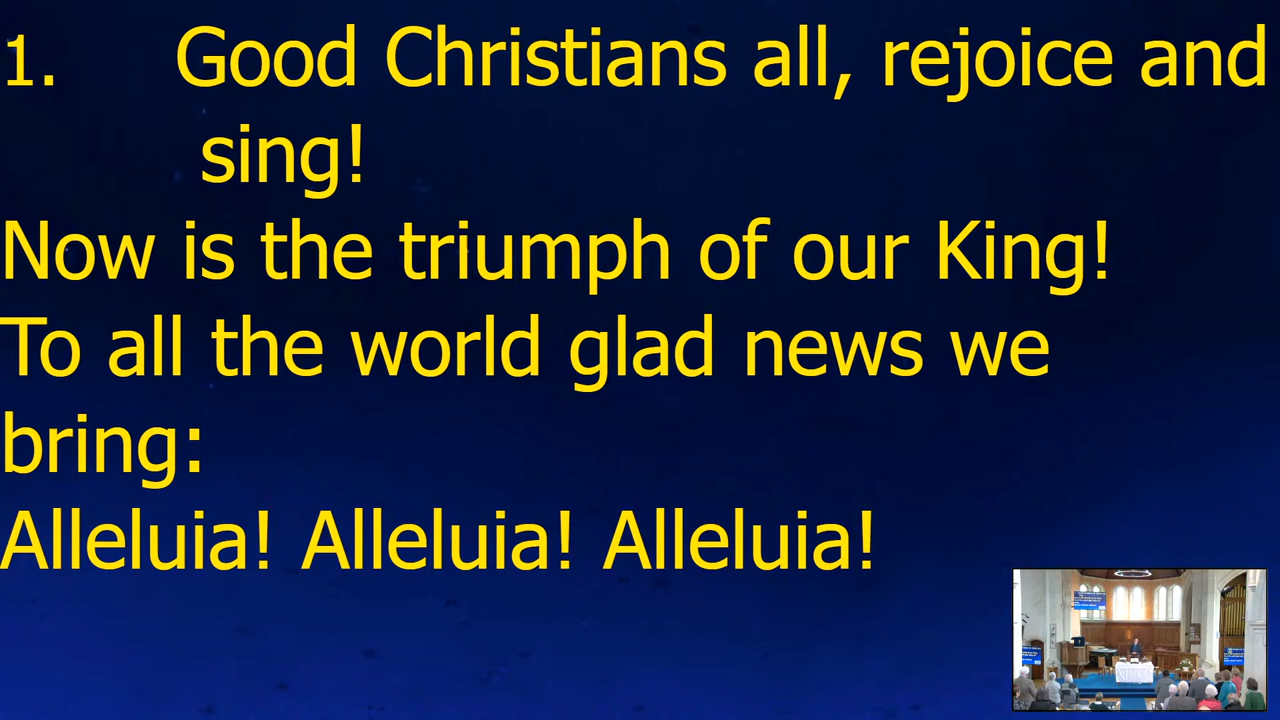 1. Good Christians all, rejoice and
sing!
Now is the triumph of our King!
To all the world glad news we
bring:
Alleluia! Alleluia! Alleluia!